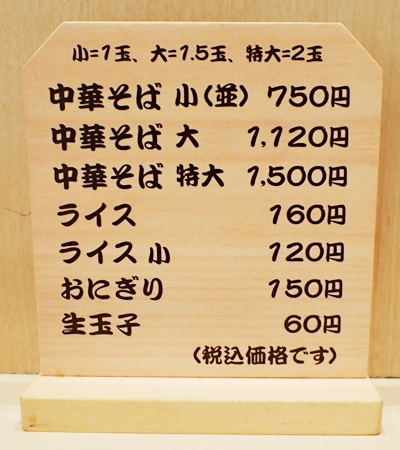 小=1玉、大=1.5玉、特大=2玉
中華そば 小(並) 750円
中華そば 大 1,120円
中華そば 特大 1,500円
ライス 160円
ライス 小 120円
おにぎり 150円
生玉子 60円
(税込価格です)